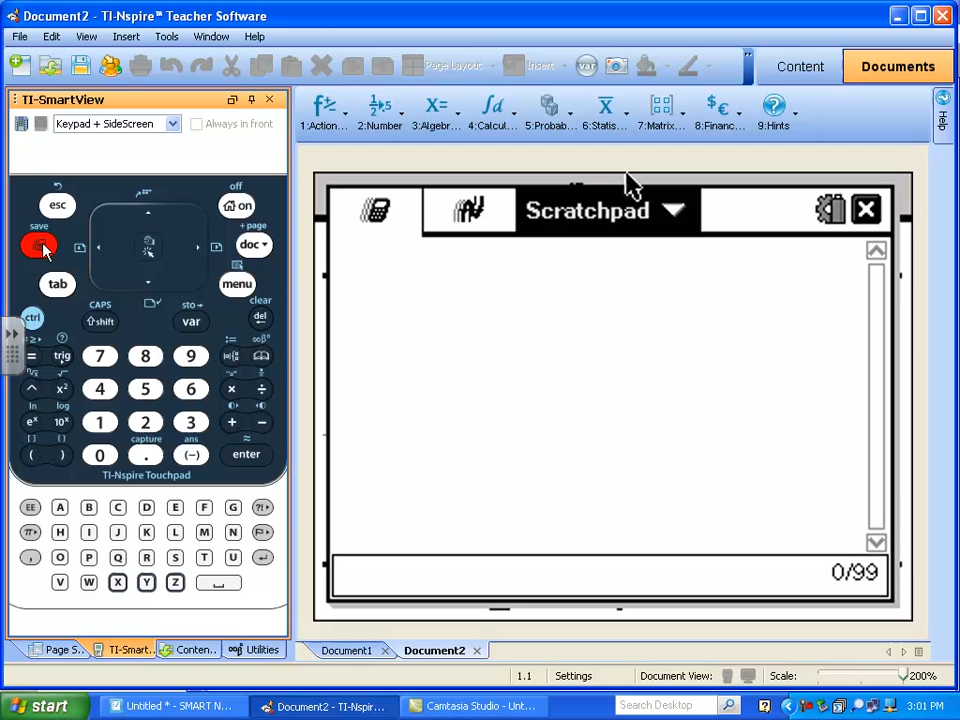 Document2 - TI-Nspire™ Teacher Software
File Edit View Insert Tools Window Help
Page Layout Insert var Content Documents
TI-SmartView
Keypad + SideScreen Always in front
1:Action... 2:Number 3:Algebr... 4:Calcul... 5:Probab... 6:Statis... 7:Matrix... 8:Financ... 9:Hints
Help
Scratchpad
off
esc on
save + page
doc
tab menu
CAPS sto→ clear
ctrl shift var del
= trig 7 8 9
^ x² 4 5 6 × ÷
ln log
eˣ 10ˣ 1 2 3 + −
[ ] { } capture ans ≈
( ) 0 . (−) enter
TI-Nspire Touchpad
EE A B C D E F G ?!
π H I J K L M N
, O P Q R S T U
V W X Y Z
0/99
Page S... TI-Smart... Conten... Utilities
Document1 Document2
1.1 Settings Document View: Scale: 200%
start Untitled * - SMART N... Document2 - TI-Nspir... Camtasia Studio - Unt... Search Desktop 3:01 PM